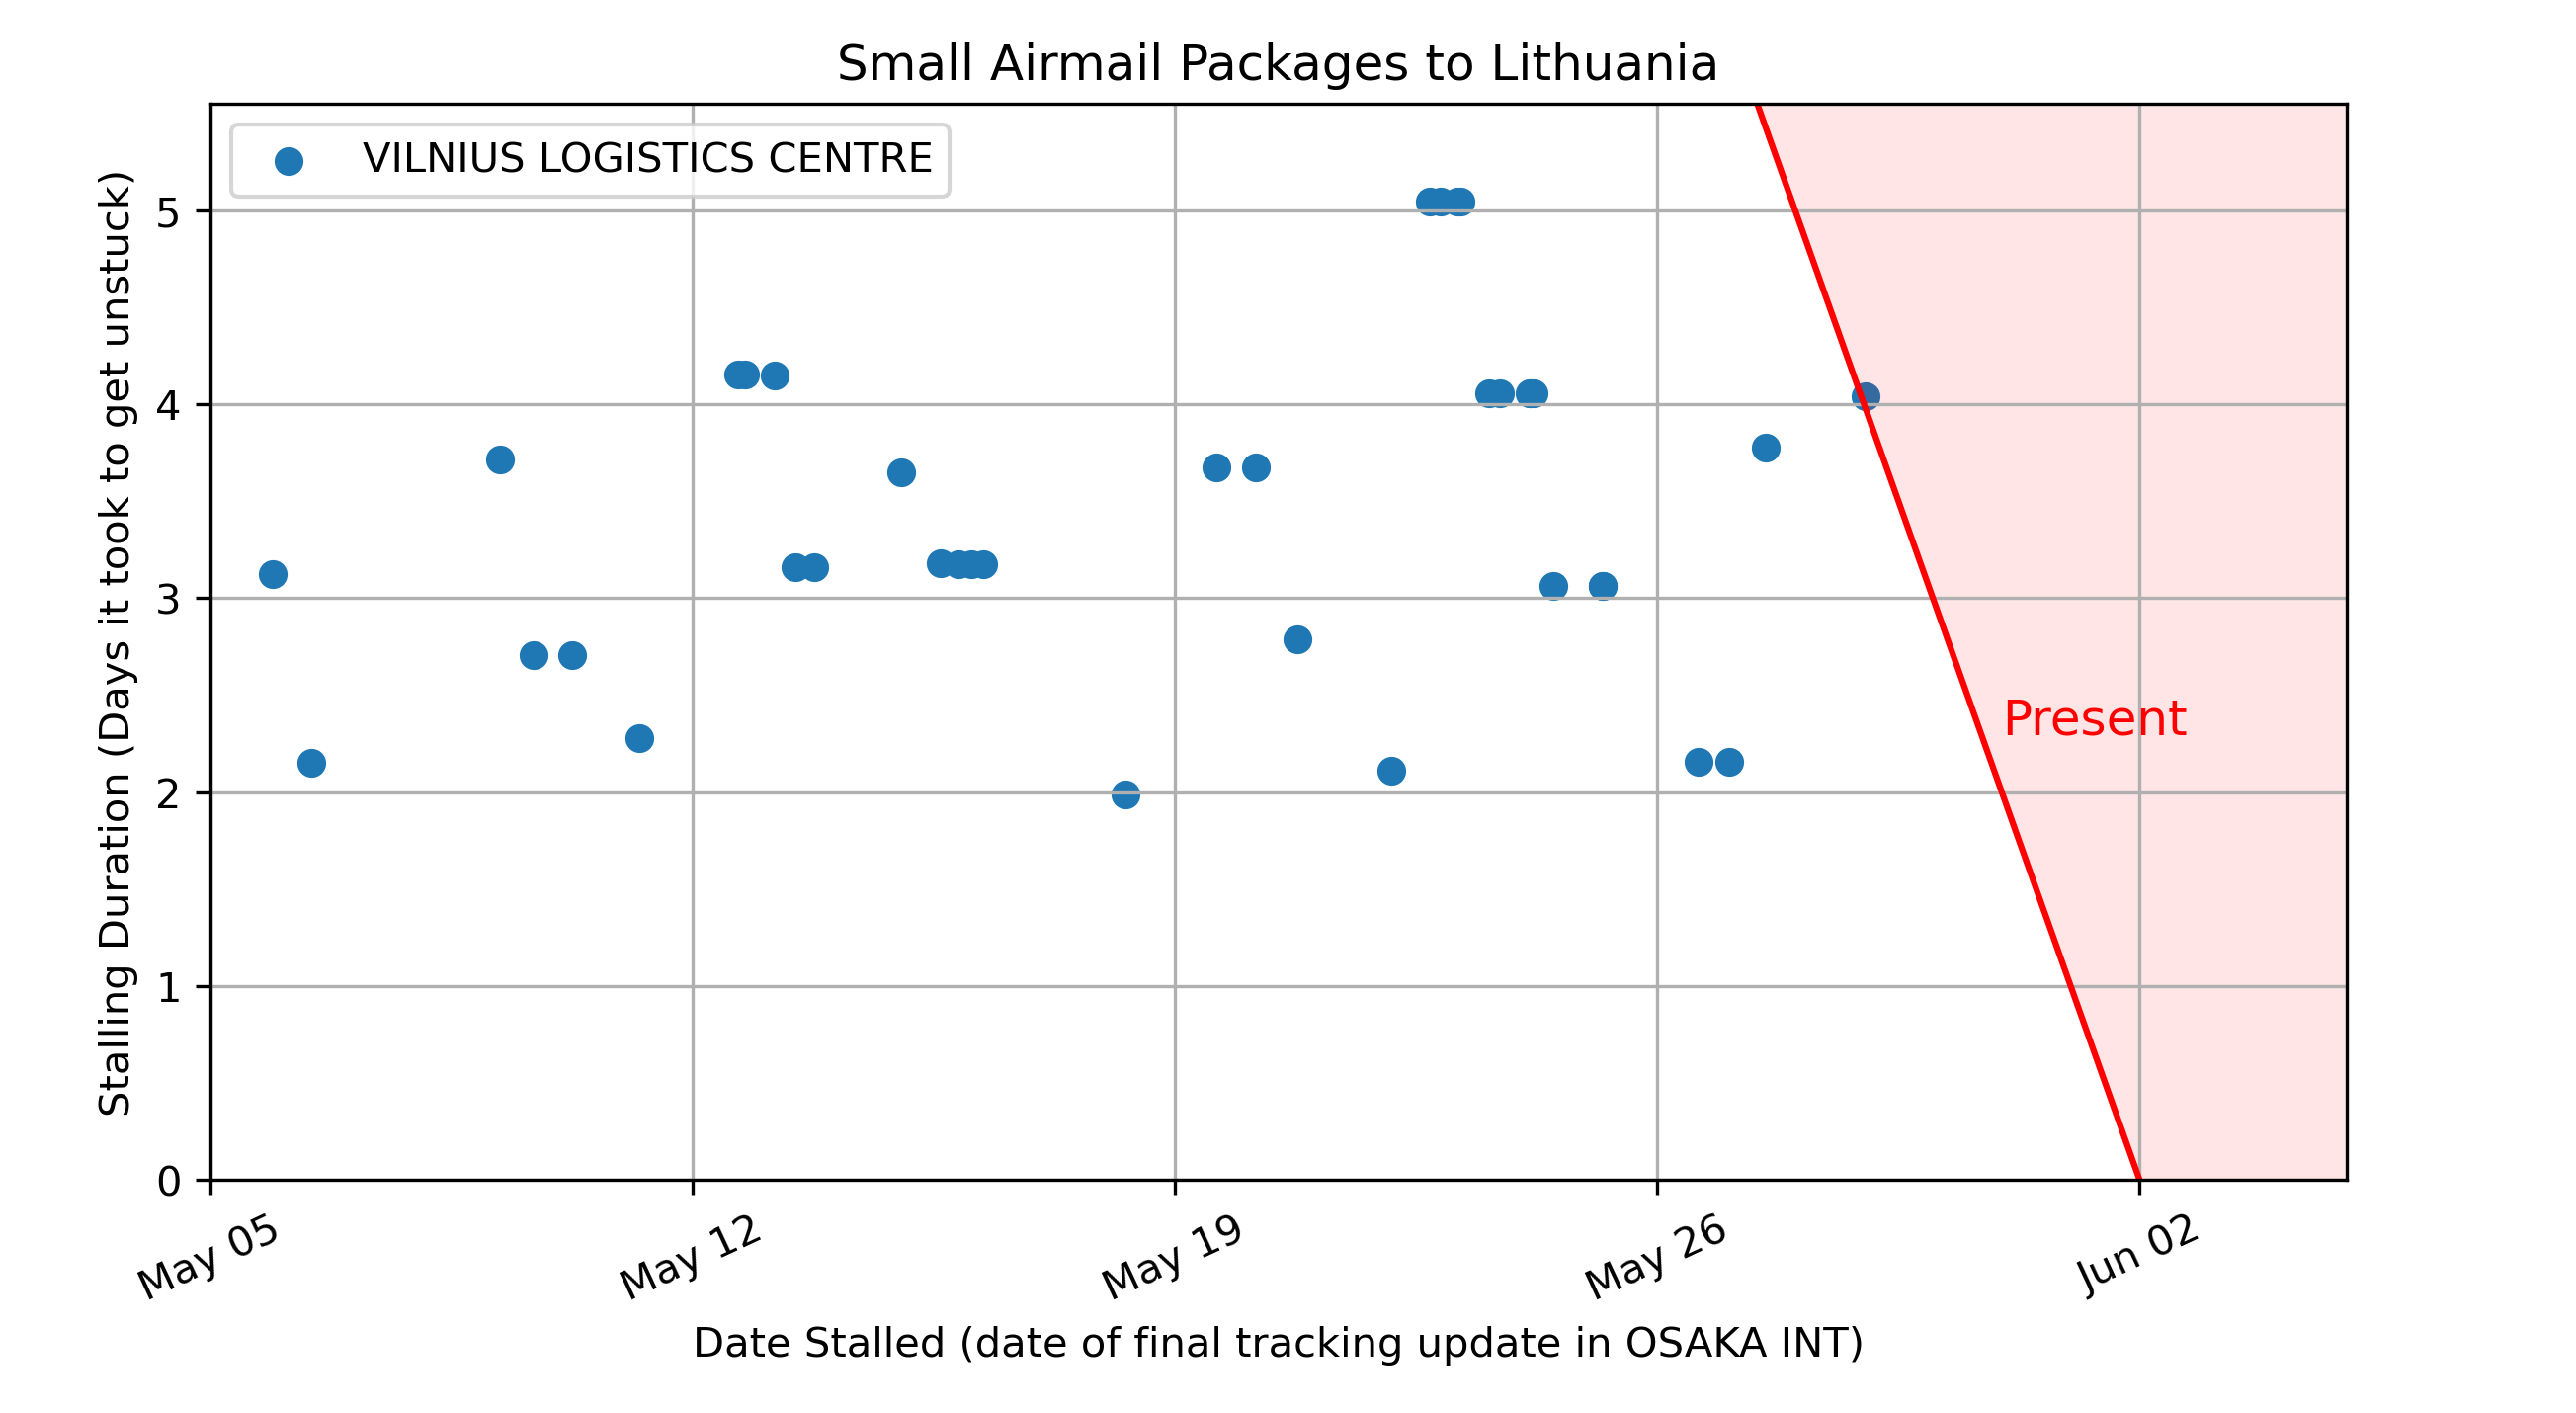 Small Airmail Packages to Lithuania
VILNIUS LOGISTICS CENTRE
Stalling Duration (Days it took to get unstuck)
5
4
3
2
1
0
Present
May 05
May 12
May 19
May 26
Jun 02
Date Stalled (date of final tracking update in OSAKA INT)